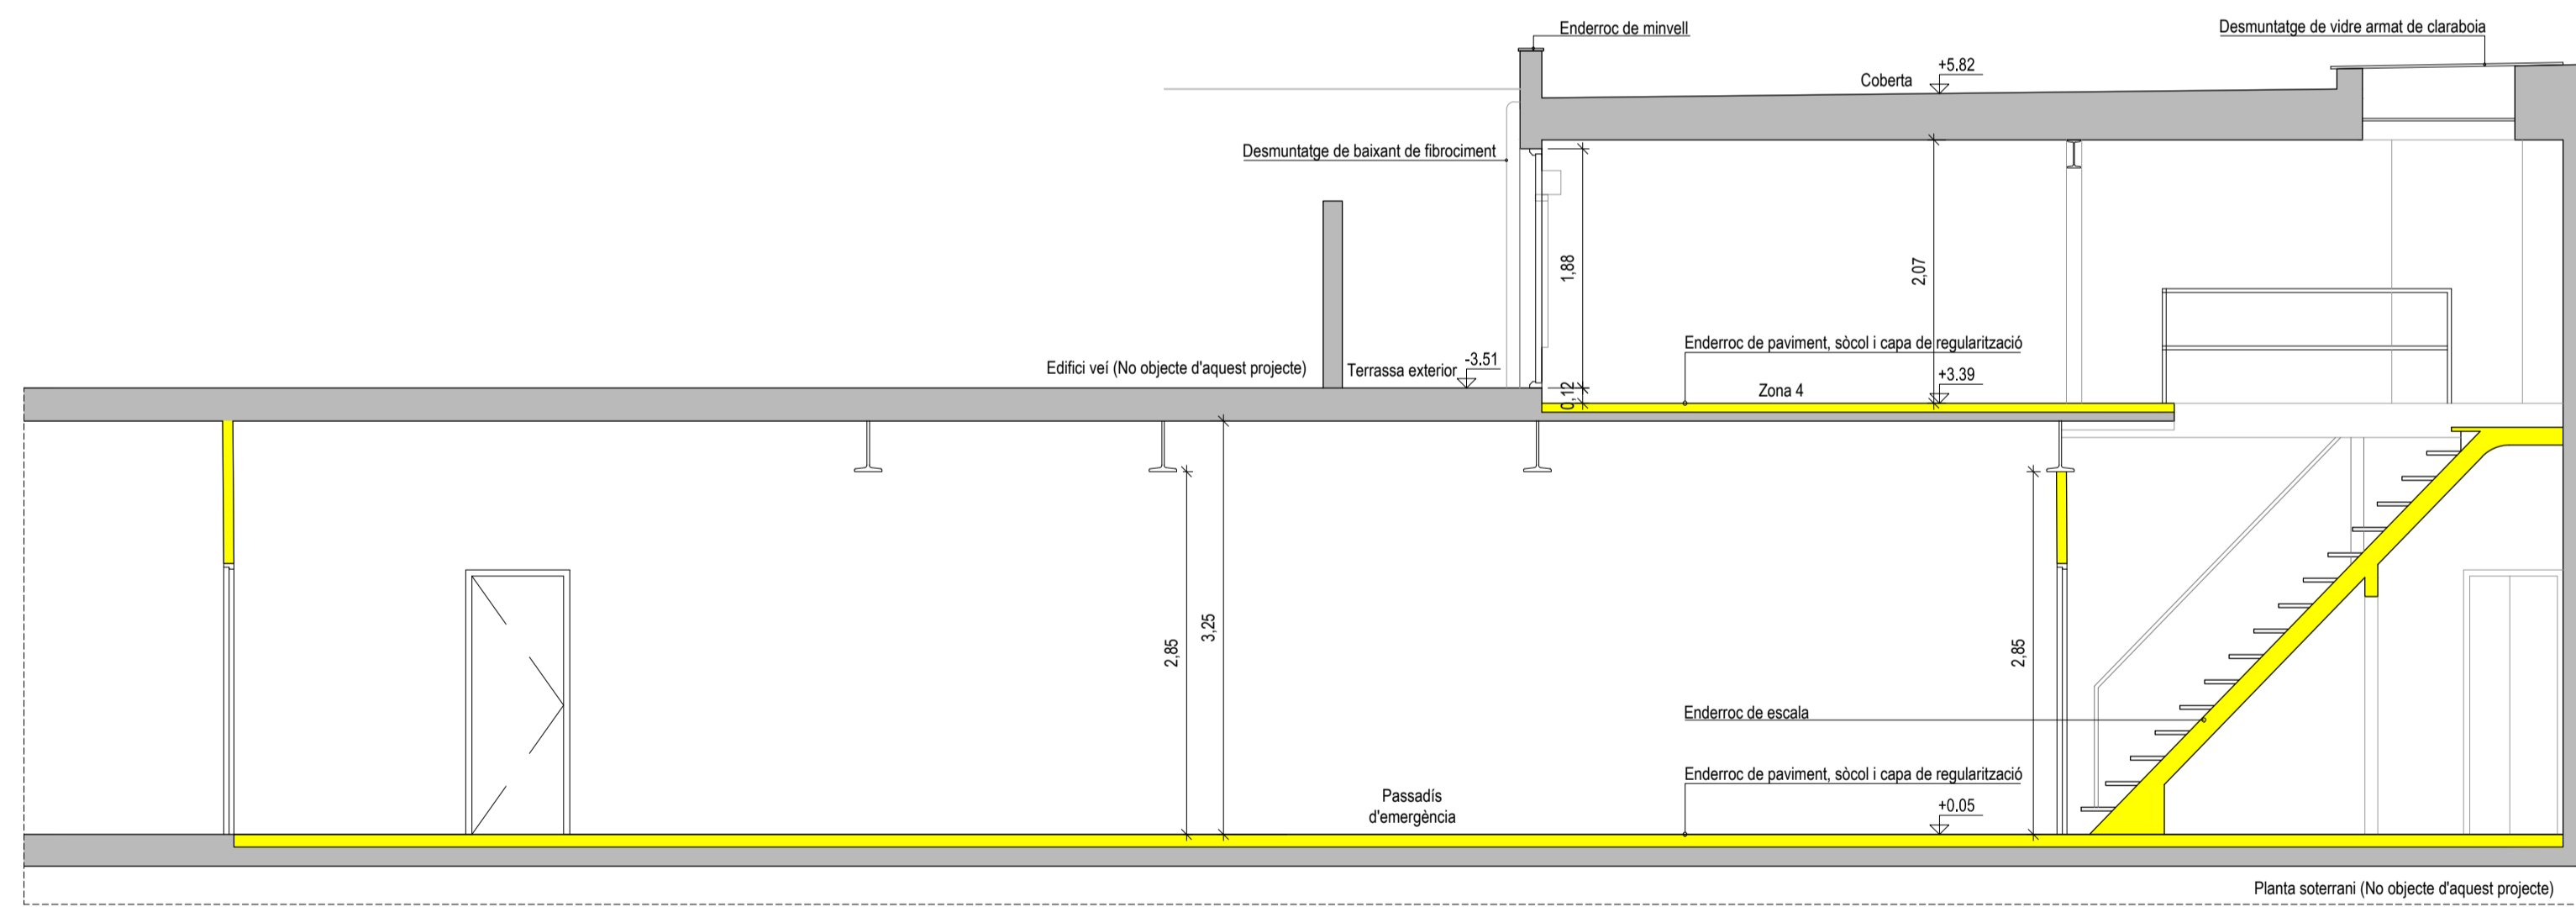 Desmuntatge de vidre armat de claraboia
Enderroc de minvell
+5.82
Coberta
Desmuntatge de baixant de fibrociment
1,88
2,07
Enderroc de paviment, sòcol i capa de regularització
-3.51
Edifici veí (No objecte d'aquest projecte)
Terrassa exterior
+3.39
Zona 4
0,12
3,25
2,85
2,85
Enderroc de escala
Enderroc de paviment, sòcol i capa de regularització
Passadís
d'emergència
+0.05
Planta soterrani (No objecte d'aquest projecte)